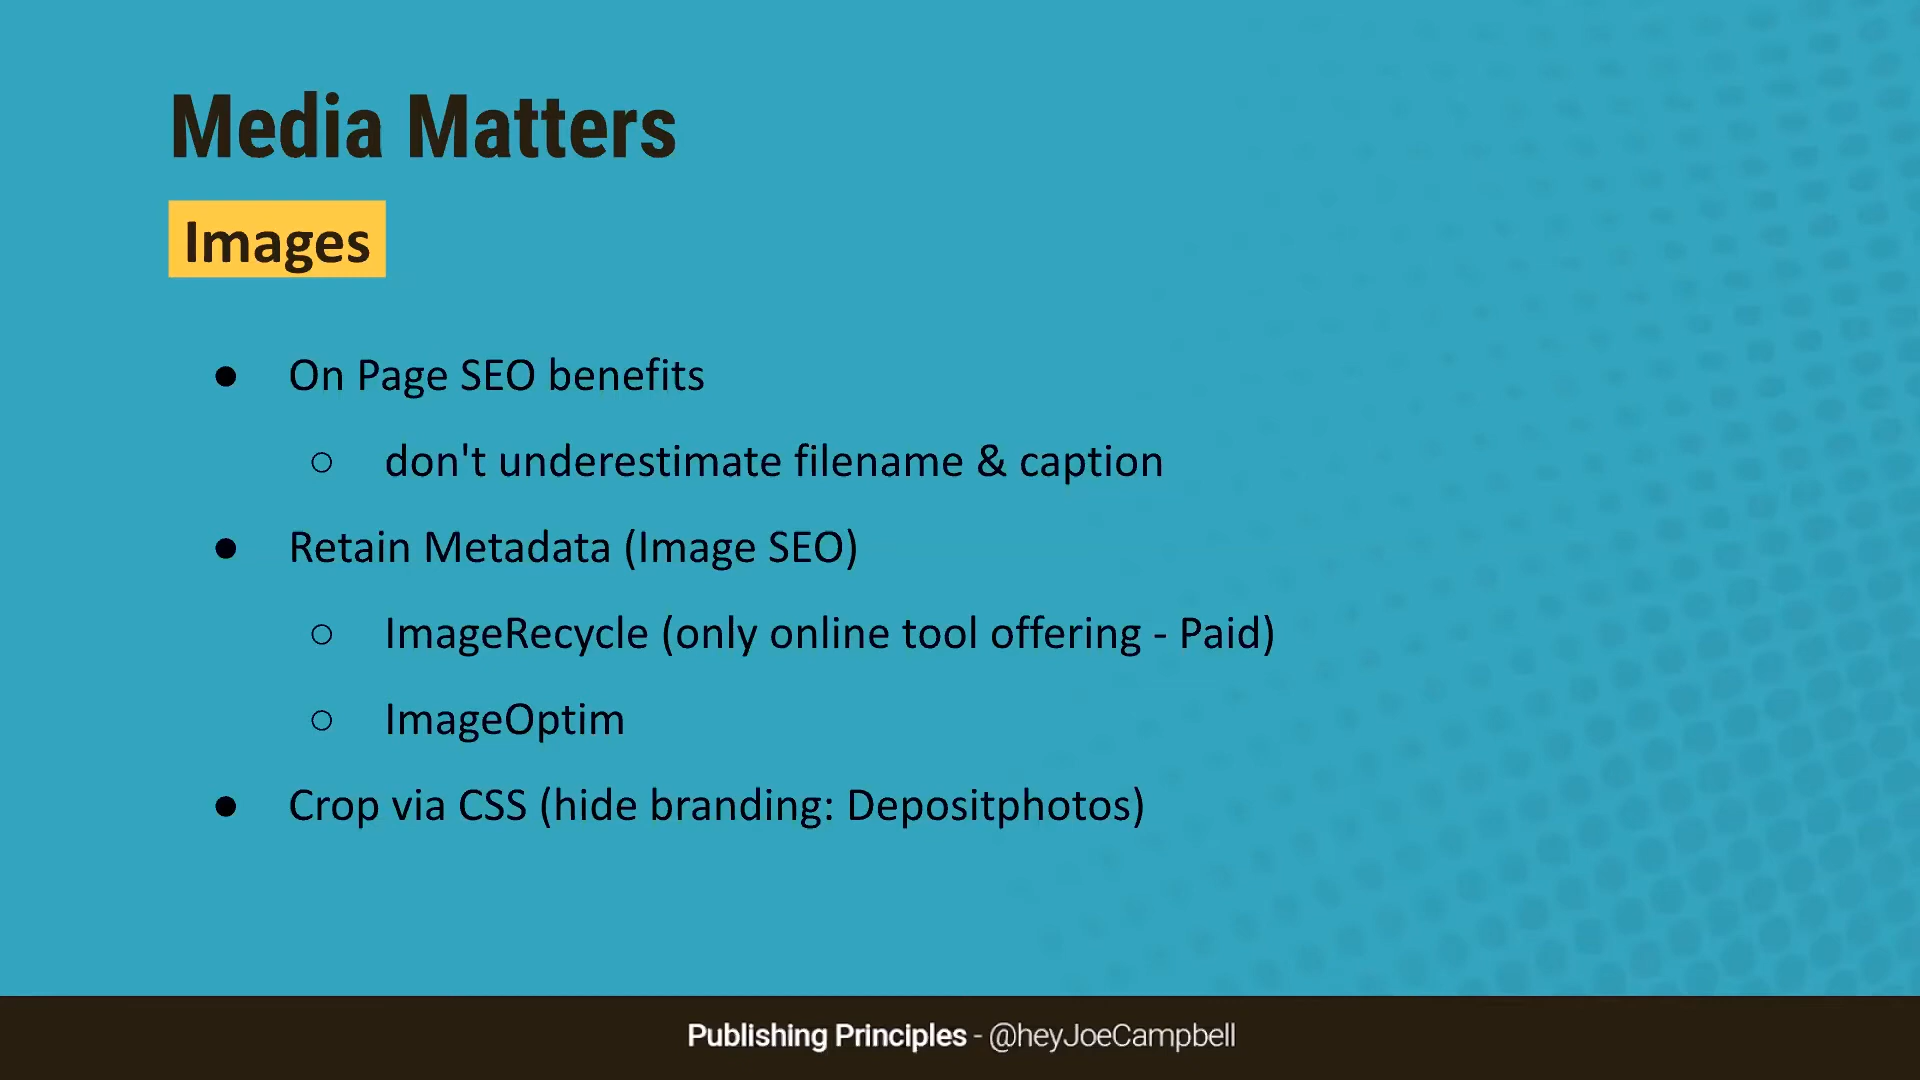 Media Matters
Images
● On Page SEO benefits
○ don't underestimate filename & caption
● Retain Metadata (Image SEO)
○ ImageRecycle (only online tool offering - Paid)
○ ImageOptim
● Crop via CSS (hide branding: Depositphotos)
Publishing Principles - @heyJoeCampbell